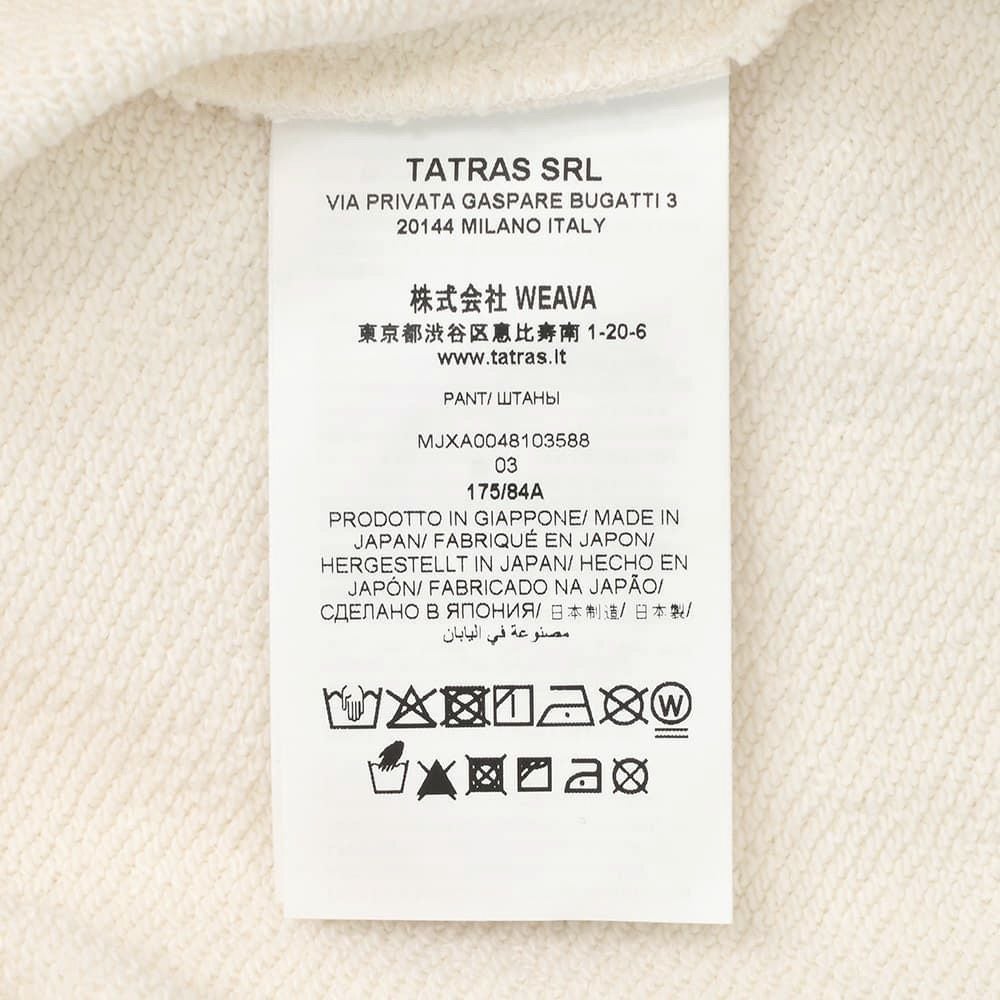 TATRAS SRL
VIA PRIVATA GASPARE BUGATTI 3
20144 MILANO ITALY
株式会社 WEAVA
東京都渋谷区恵比寿南 1-20-6
www.tatras.it
PANT/ ШТАНЫ
MJXA0048103588
03
175/84A
PRODOTTO IN GIAPPONE/ MADE IN
JAPAN/ FABRIQUÉ EN JAPON/
HERGESTELLT IN JAPAN/ HECHO EN
JAPÓN/ FABRICADO NA JAPÃO/
СДЕЛАНО В ЯПОНИЯ/ 日本制造/ 日本製/
مصنوعة في اليابان
W